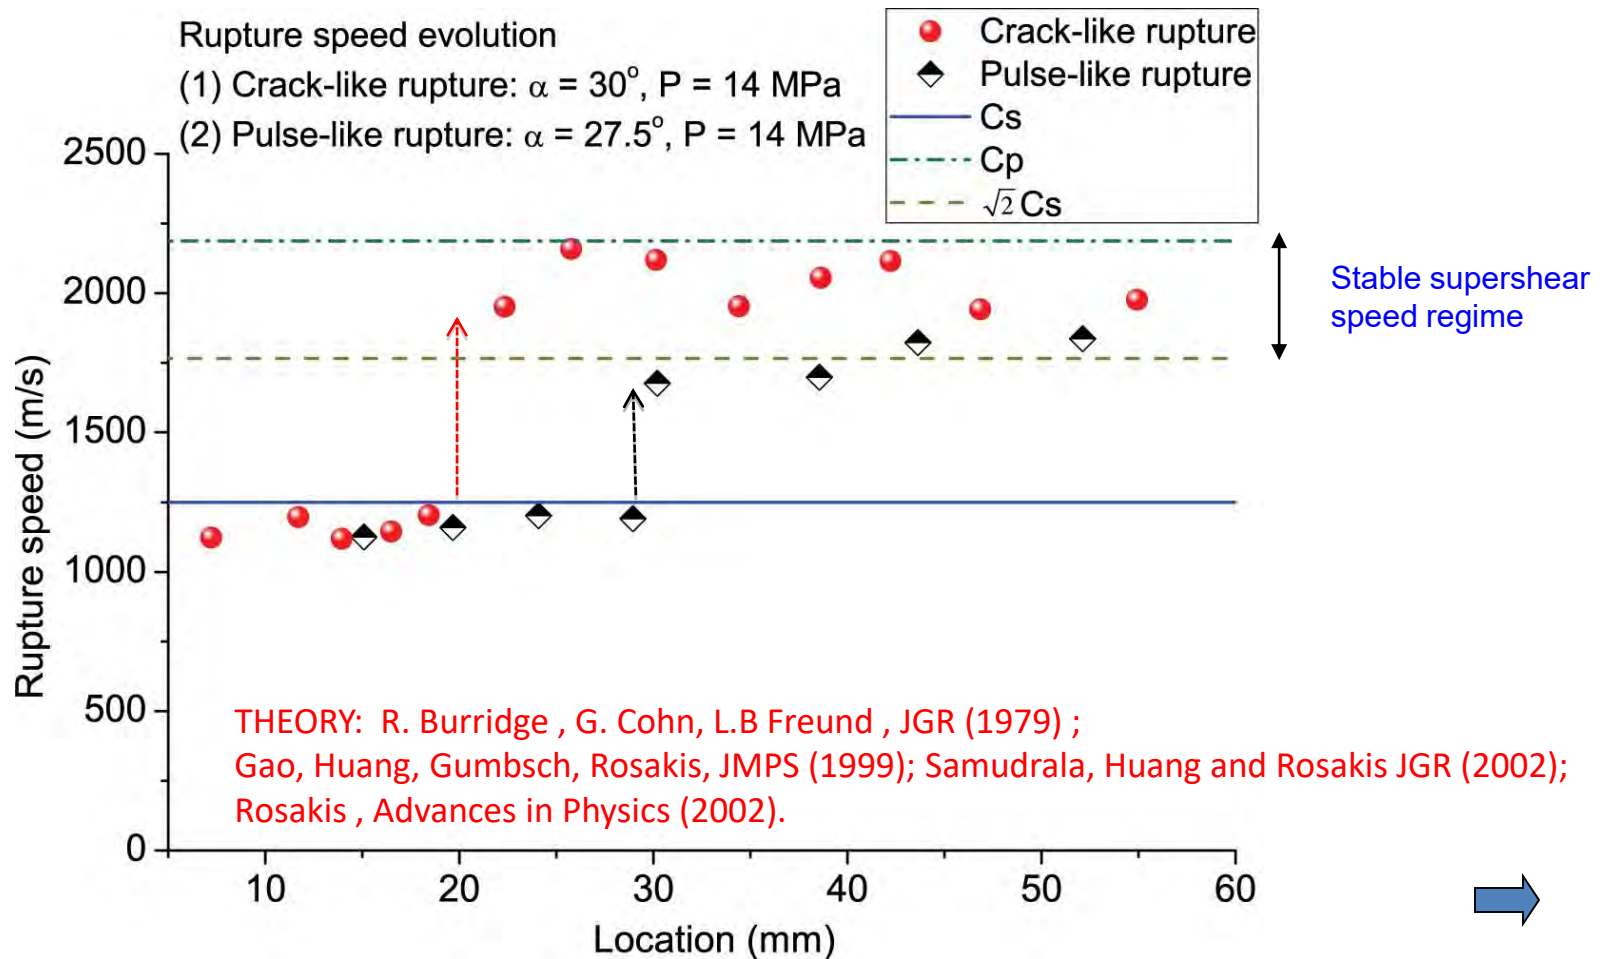 Rupture speed evolution
(1) Crack-like rupture: α = 30°, P = 14 MPa
(2) Pulse-like rupture: α = 27.5°, P = 14 MPa
Crack-like rupture
Pulse-like rupture
Cs
Cp
√2 Cs
2500
2000
1500
1000
500
0
Rupture speed (m/s)
Stable supershear
speed regime
THEORY: R. Burridge , G. Cohn, L.B Freund , JGR (1979) ;
Gao, Huang, Gumbsch, Rosakis, JMPS (1999); Samudrala, Huang and Rosakis JGR (2002);
Rosakis , Advances in Physics (2002).
10 20 30 40 50 60
Location (mm)